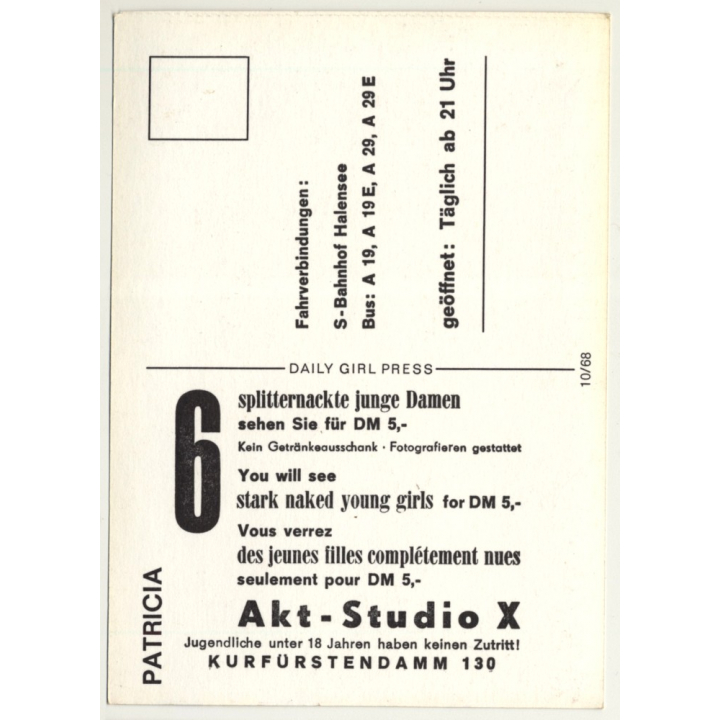 Fahrverbindungen:
S-Bahnhof Halensee
Bus: A 19, A 19 E, A 29, A 29 E
geöffnet: Täglich ab 21 Uhr
DAILY GIRL PRESS
10/68
6
splitternackte junge Damen
sehen Sie für DM 5,-
Kein Getränkeausschank · Fotografieren gestattet
You will see
stark naked young girls for DM 5,-
Vous verrez
des jeunes filles complétement nues
seulement pour DM 5,-
Akt-Studio X
Jugendliche unter 18 Jahren haben keinen Zutritt!
KURFÜRSTENDAMM 130
PATRICIA